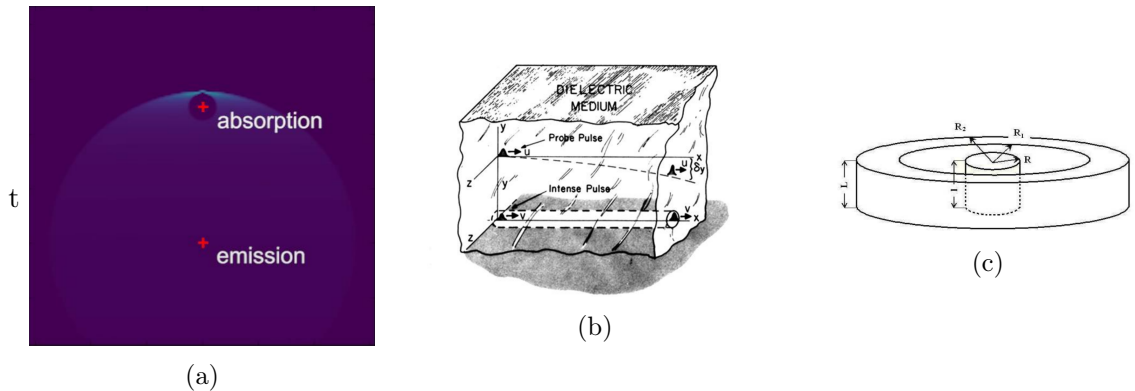 t
absorption
emission
(a)
DIELECTRIC
MEDIUM
y
Probe Pulse
u
x
z
u
δy
y
Intense Pulse
v
v
x
z
(b)
R₂
R₁
R
L
l
(c)